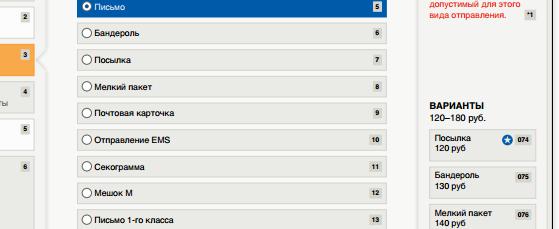 2
3
4
ты
5
6
Письмо 5
Бандероль 6
Посылка 7
Мелкий пакет 8
Почтовая карточка 9
Отправление EMS 10
Секограмма 11
Мешок М 12
Письмо 1-го класса 13
допустимый для этого
вида отправления. *1
ВАРИАНТЫ
120–180 руб.
Посылка 074
120 руб
Бандероль 075
130 руб
Мелкий пакет 076
140 руб